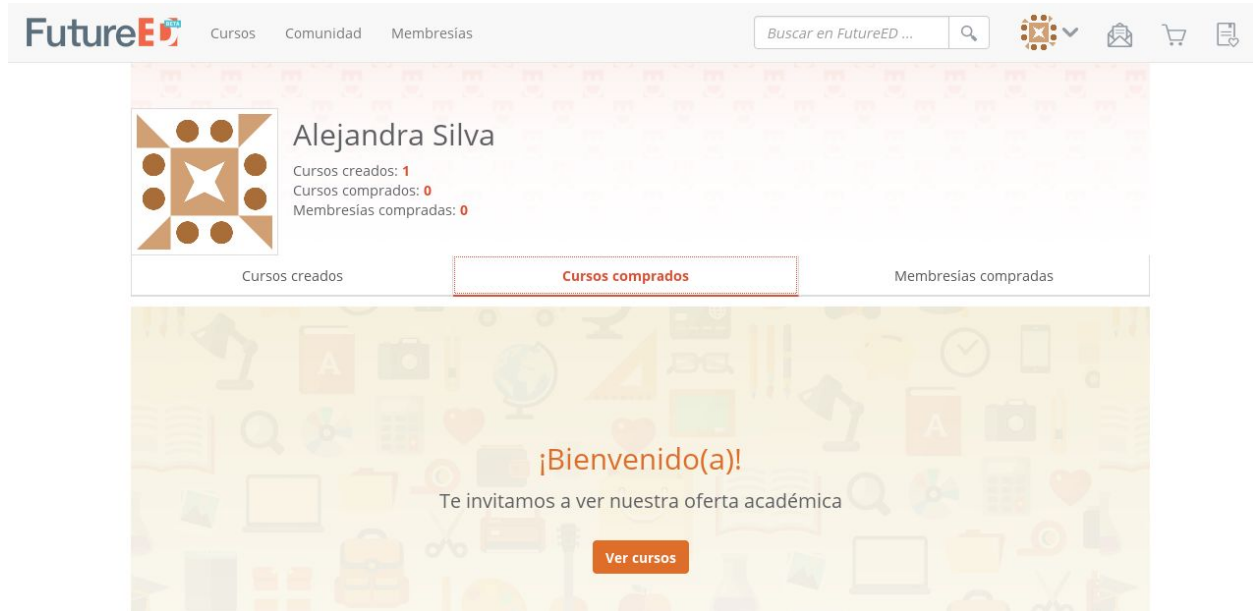 FutureED BETA
Cursos Comunidad Membresías Buscar en FutureED ...
Alejandra Silva
Cursos creados: 1
Cursos comprados: 0
Membresías compradas: 0
Cursos creados Cursos comprados Membresias compradas
¡Bienvenido(a)!
Te invitamos a ver nuestra oferta académica
Ver cursos